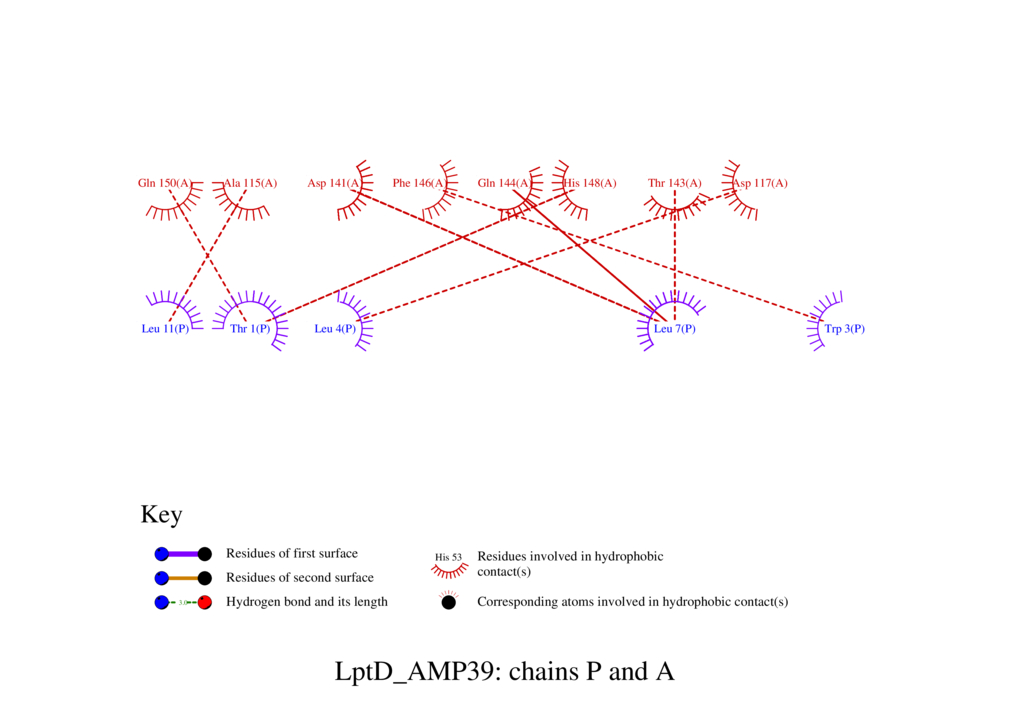 Gln 150(A) Ala 115(A) Asp 141(A) Phe 146(A) Gln 144(A) His 148(A) Thr 143(A) Asp 117(A)
Leu 11(P) Thr 1(P) Leu 4(P) Leu 7(P) Trp 3(P)
Key
Residues of first surface
Residues of second surface
3.0
Hydrogen bond and its length
His 53
Residues involved in hydrophobic
contact(s)
Corresponding atoms involved in hydrophobic contact(s)
LptD_AMP39: chains P and A